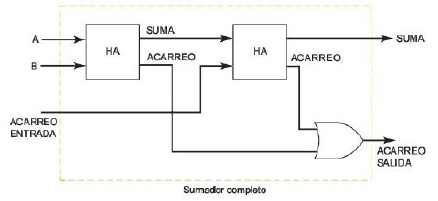 A
B
HA
SUMA
ACARREO
HA
SUMA
ACARREO
ACARREO
ENTRADA
ACARREO
SALIDA
Sumador completo